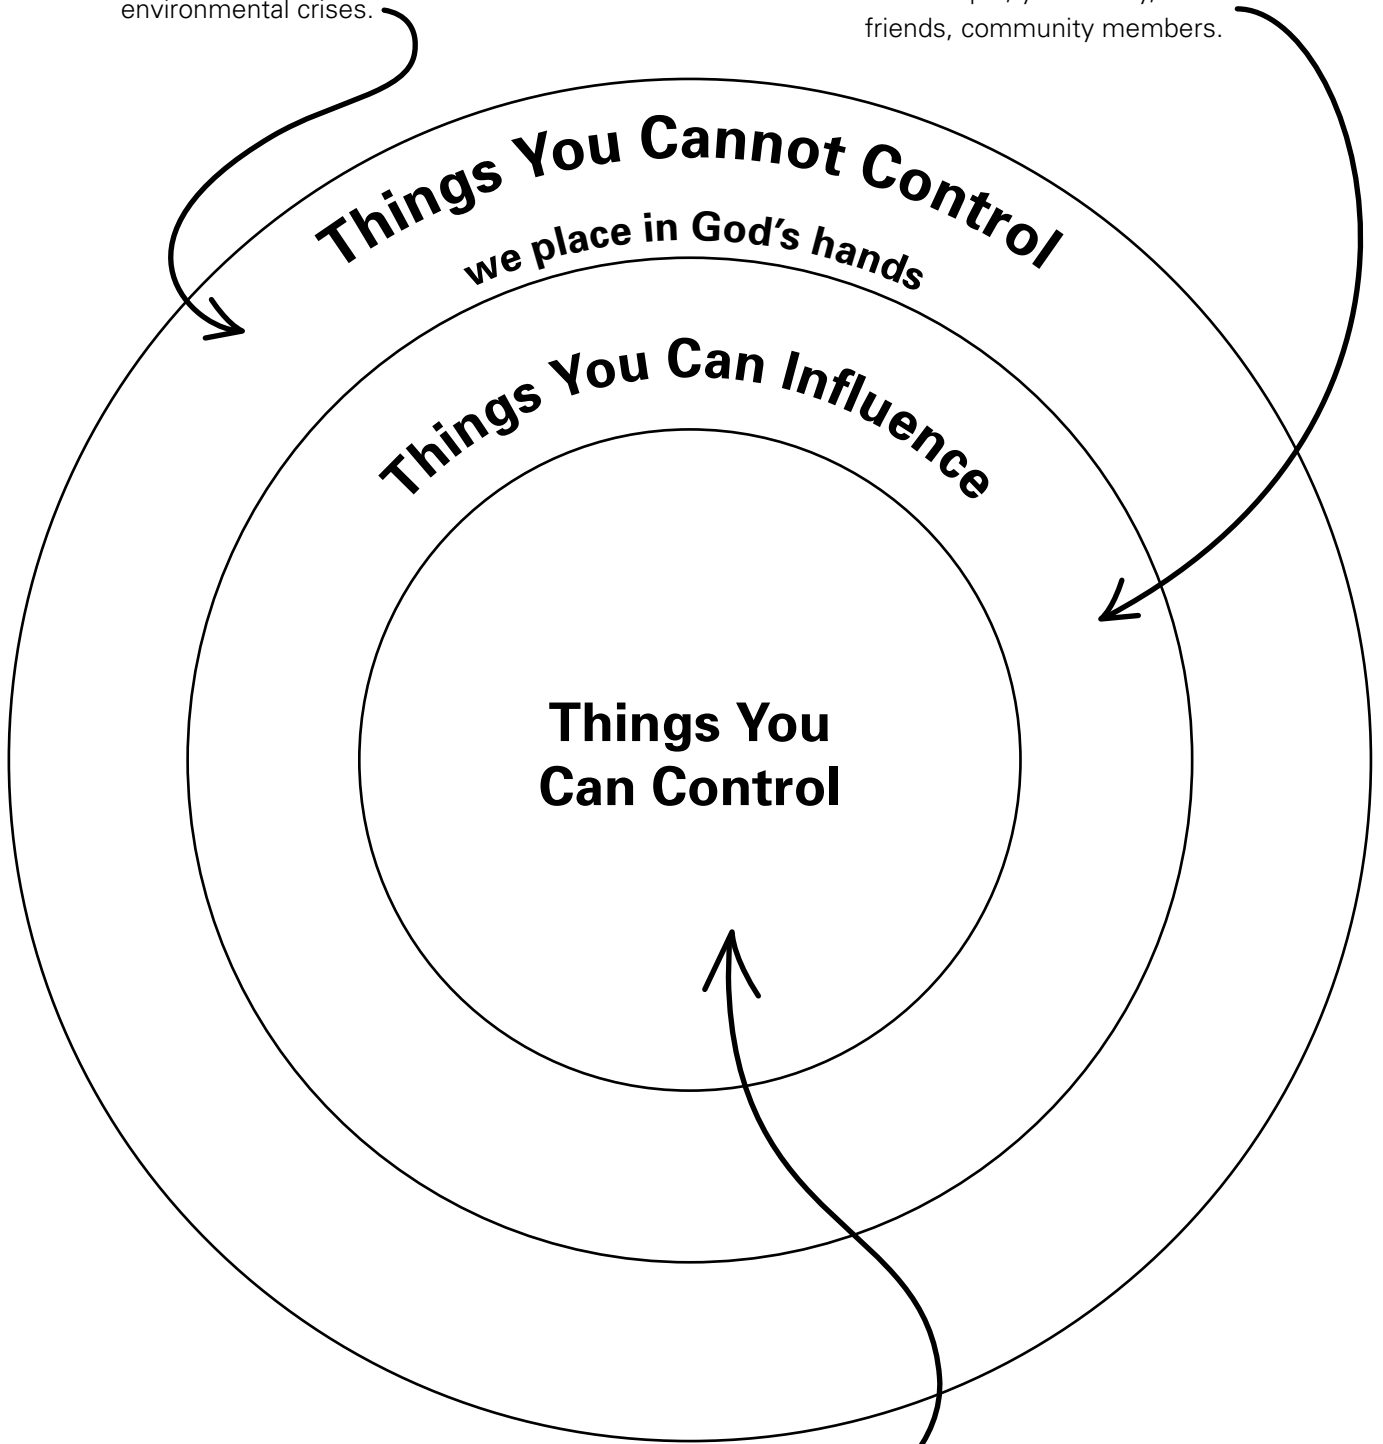 environmental crises.
friends, community members.
Things You Cannot Control
we place in God's hands
Things You Can Influence
Things You
Can Control